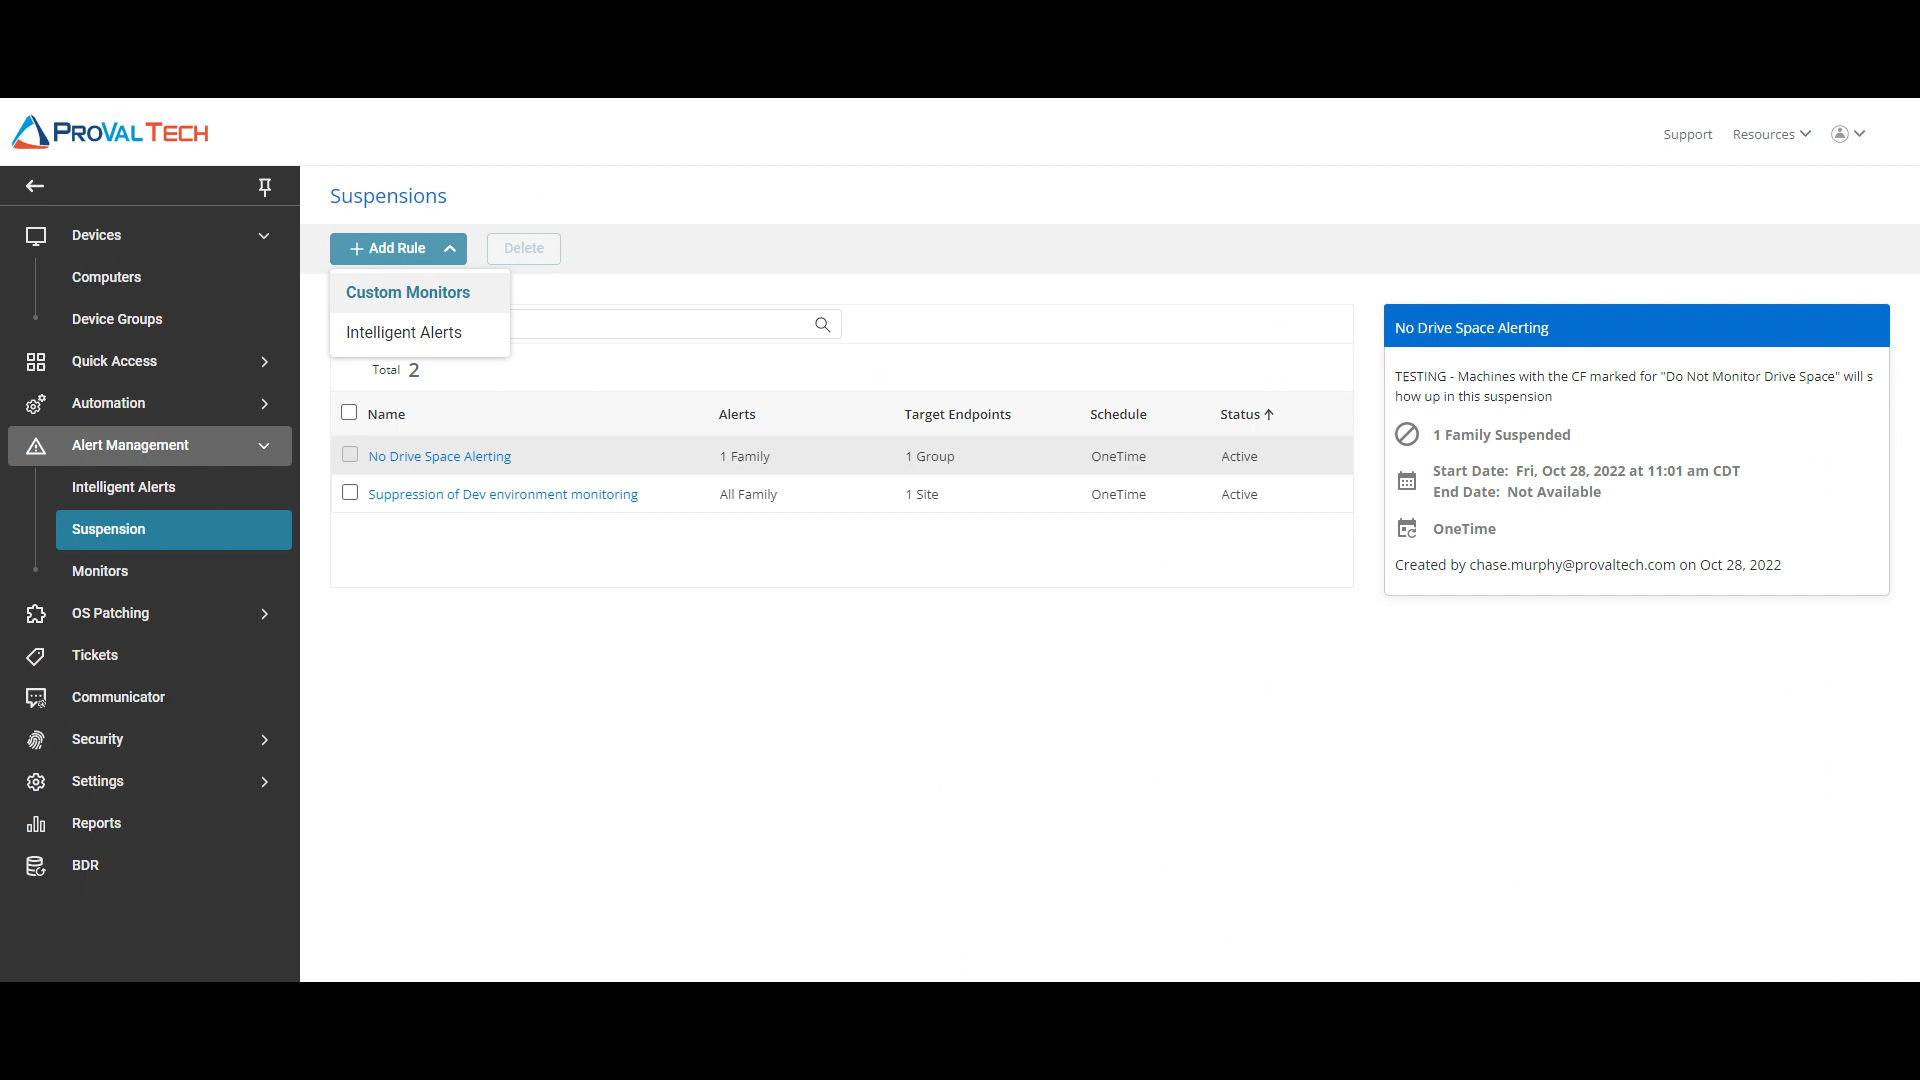 PROVAL TECH
Support
Resources
Devices
Computers
Device Groups
Quick Access
Automation
Alert Management
Intelligent Alerts
Suspension
Monitors
OS Patching
Tickets
Communicator
Security
Settings
Reports
BDR
Suspensions
Add Rule
Delete
Custom Monitors
Intelligent Alerts
Total 2
Name Alerts Target Endpoints Schedule Status
No Drive Space Alerting 1 Family 1 Group OneTime Active
Suppression of Dev environment monitoring All Family 1 Site OneTime Active
No Drive Space Alerting
TESTING - Machines with the CF marked for "Do Not Monitor Drive Space" will s
how up in this suspension
1 Family Suspended
Start Date: Fri, Oct 28, 2022 at 11:01 am CDT
End Date: Not Available
OneTime
Created by chase.murphy@provaltech.com on Oct 28, 2022